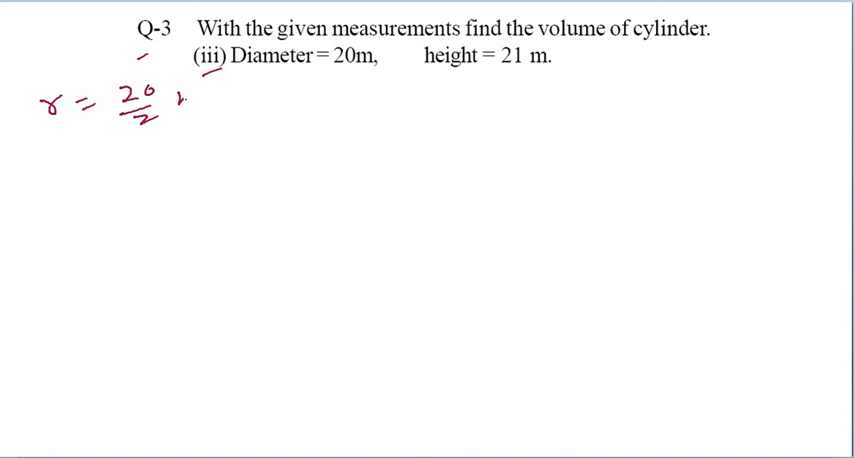 Q-3 With the given measurements find the volume of cylinder.
(iii) Diameter = 20m, height = 21 m.
r = 20/2